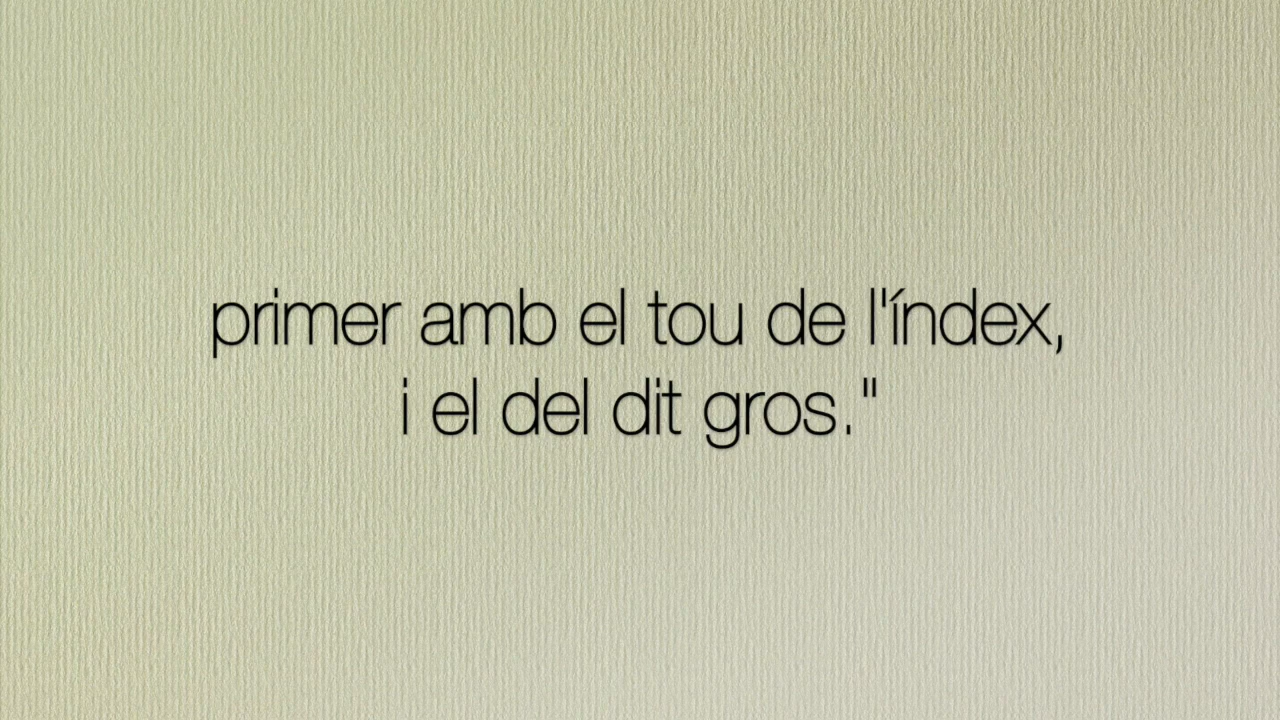 primer amb el tou de l'índex,
i el del dit gros."